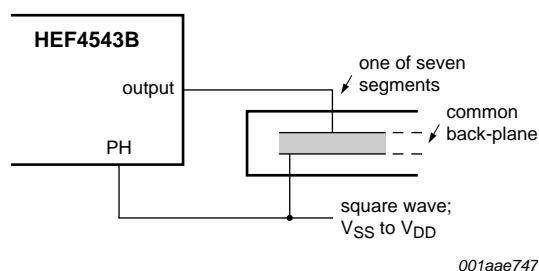 HEF4543B
one of seven
segments
output
common
back-plane
PH
square wave;
VSS to VDD
001aae747